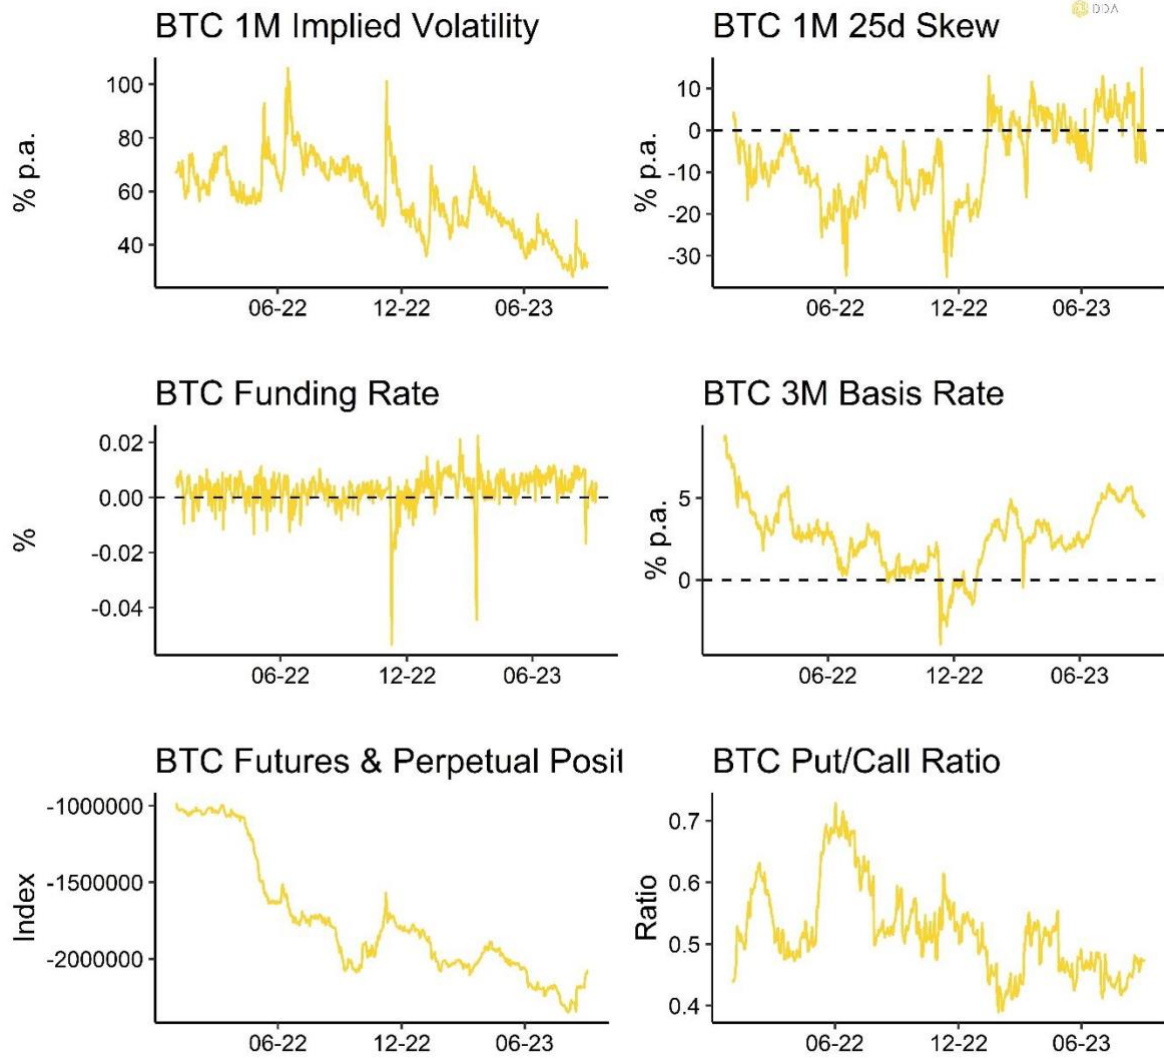 DDA
BTC 1M Implied Volatility
% p.a.
100
80
60
40
06-22 12-22 06-23
BTC 1M 25d Skew
% p.a.
10
0
-10
-20
-30
06-22 12-22 06-23
BTC Funding Rate
%
0.02
0.00
-0.02
-0.04
06-22 12-22 06-23
BTC 3M Basis Rate
% p.a.
5
0
06-22 12-22 06-23
BTC Futures & Perpetual Posit
Index
-1000000
-1500000
-2000000
06-22 12-22 06-23
BTC Put/Call Ratio
Ratio
0.7
0.6
0.5
0.4
06-22 12-22 06-23